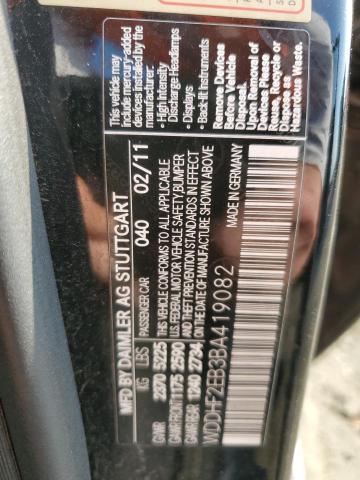 This vehicle may
include mercury-added
devices installed by the
manufacturer:
• High Intensity
Discharge Headlamps
• Displays
• Back-lit Instruments
Remove Devices
Before Vehicle
Disposal.
Upon Removal of
Devices Please
Reuse, Recycle or
Dispose as
Hazardous Waste.
MFD.BY DAIMLER AG STUTTGART
PASSENGER CAR 040 02/11
KG LBS
GVWR 2370 5225
GAWR FRONT 1175 2590
GAWR REAR 1240 2734
THIS VEHICLE CONFORMS TO ALL APPLICABLE
U.S. FEDERAL MOTOR VEHICLE SAFETY, BUMPER
AND THEFT PREVENTION STANDARDS IN EFFECT
ON THE DATE OF MANUFACTURE SHOWN ABOVE
MADE IN GERMANY
WDDHF2EB3BA419082